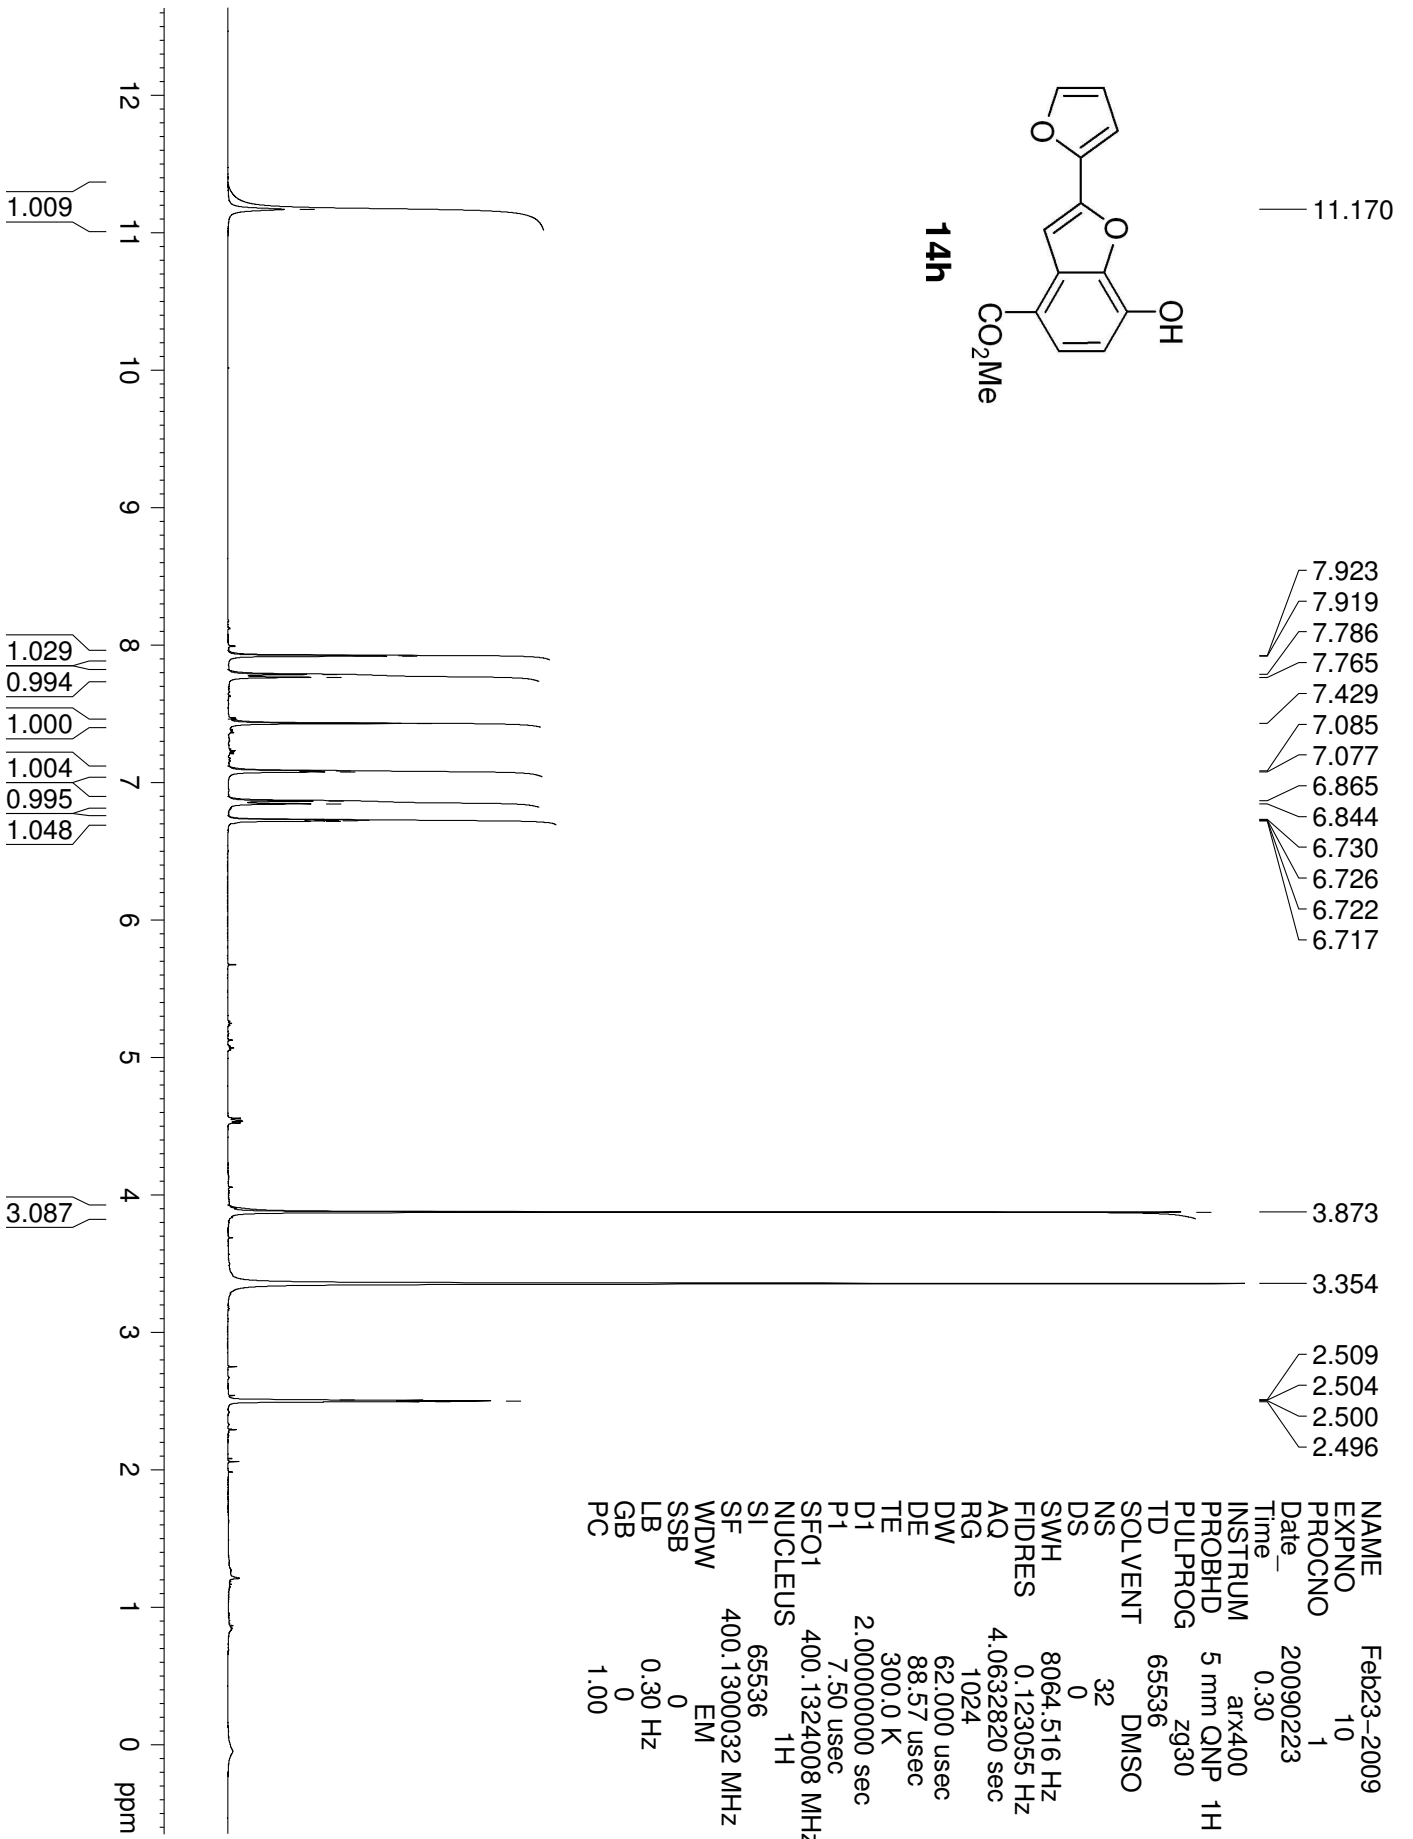 11.170
7.923
7.919
7.786
7.765
7.429
7.085
7.077
6.865
6.844
6.730
6.726
6.722
6.717
3.873
3.354
2.509
2.504
2.500
2.496
O
O
OH
CO2Me
14h
NAME Feb23-2009
EXPNO 10
PROCNO 1
Date_ 20090223
Time 0.30
INSTRUM arx400
PROBHD 5 mm QNP 1H
PULPROG zg30
TD 65536
SOLVENT DMSO
NS 32
DS 0
SWH 8064.516 Hz
FIDRES 0.123055 Hz
AQ 4.0632820 sec
RG 1024
DW 62.000 usec
DE 88.57 usec
TE 300.0 K
D1 2.00000000 sec
P1 7.50 usec
SFO1 400.1324008 MHz
NUCLEUS 1H
SI 65536
SF 400.1300032 MHz
WDW EM
SSB 0
LB 0.30 Hz
GB 0
PC 1.00
12 11 10 9 8 7 6 5 4 3 2 1 0 ppm
1.009
1.029
0.994
1.000
1.004
0.995
1.048
3.087